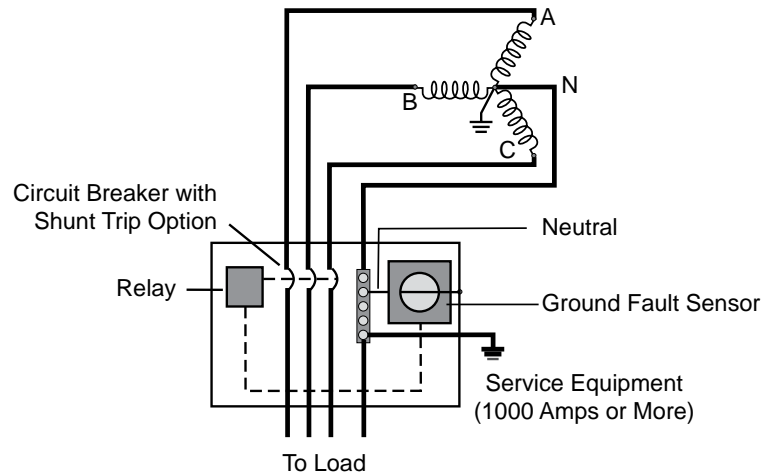 A
B
N
C
Circuit Breaker with
Shunt Trip Option
Neutral
Relay
Ground Fault Sensor
Service Equipment
(1000 Amps or More)
To Load